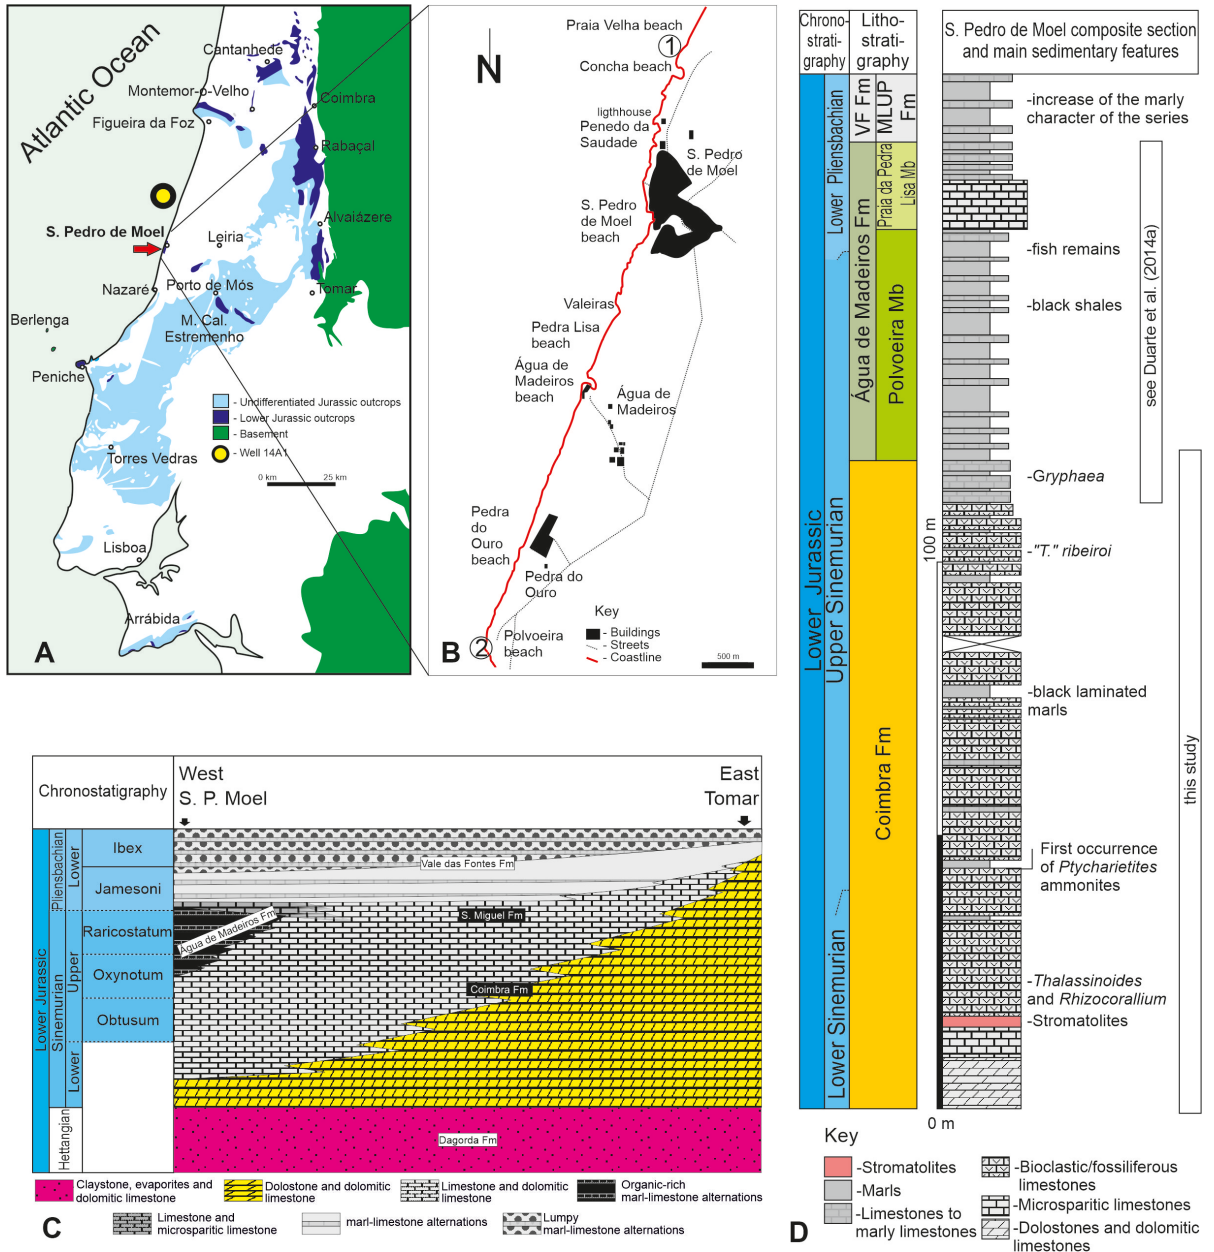 Atlantic Ocean
Cantanhede
Montemor-o-Velho
Figueira da Foz
Coimbra
Rabaçal
S. Pedro de Moel
Leiria
Alvaiázere
Nazaré
Porto de Mós
Tomar
Berlenga
M. Cal.
Estremenho
Peniche
- Undifferentiated Jurassic outcrops
- Lower Jurassic outcrops
- Basement
- Well 14A1
Torres Vedras
0 km
25 km
Lisboa
Arrábida
A
N
Praia Velha beach
1
Concha beach
ligthhouse
Penedo da
Saudade
S. Pedro
de Moel
S. Pedro
de Moel
beach
Valeiras
Pedra Lisa
beach
Água de
Madeiros
beach
Água de
Madeiros
Pedra
do
Ouro
beach
Pedra do
Ouro
Key
- Buildings
- Streets
- Coastline
Polvoeira
beach
2
500 m
B
Chronostatigraphy
West
S. P. Moel
East
Tomar
Lower Jurassic
Pliensbachian
Lower
Sinemurian
Upper
Lower
Hettangian
Ibex
Jamesoni
Raricostatum
Oxynotum
Obtusum
Vale das Fontes Fm
S. Miguel Fm
Água de Madeiros Fm
Coimbra Fm
Dagorda Fm
Claystone, evaporites and
dolomitic limestone
Dolostone and dolomitic
limestone
Limestone and dolomitic
limestone
Organic-rich
marl-limestone alternations
Limestone and
microsparitic limestone
marl-limestone alternations
Lumpy
marl-limestone alternations
C
Chrono-
strati-
graphy
Litho-
strati-
graphy
S. Pedro de Moel composite section
and main sedimentary features
Lower Jurassic
Lower Pliensbachian
Upper Sinemurian
Lower Sinemurian
VF Fm
MLUP
Fm
Água de Madeiros Fm
Praia da Pedra
Lisa Mb
Polvoeira Mb
Coimbra Fm
100 m
0 m
-increase of the marly
character of the series
-fish remains
-black shales
-Gryphaea
-"T." ribeiroi
-black laminated
marls
First occurrence
of Ptycharietites
ammonites
-Thalassinoides
and Rhizocorallium
-Stromatolites
see Duarte et al. (2014a)
this study
Key
-Stromatolites
-Marls
-Limestones to
marly limestones
-Bioclastic/fossiliferous
limestones
-Microsparitic limestones
-Dolostones and dolomitic
limestones
D